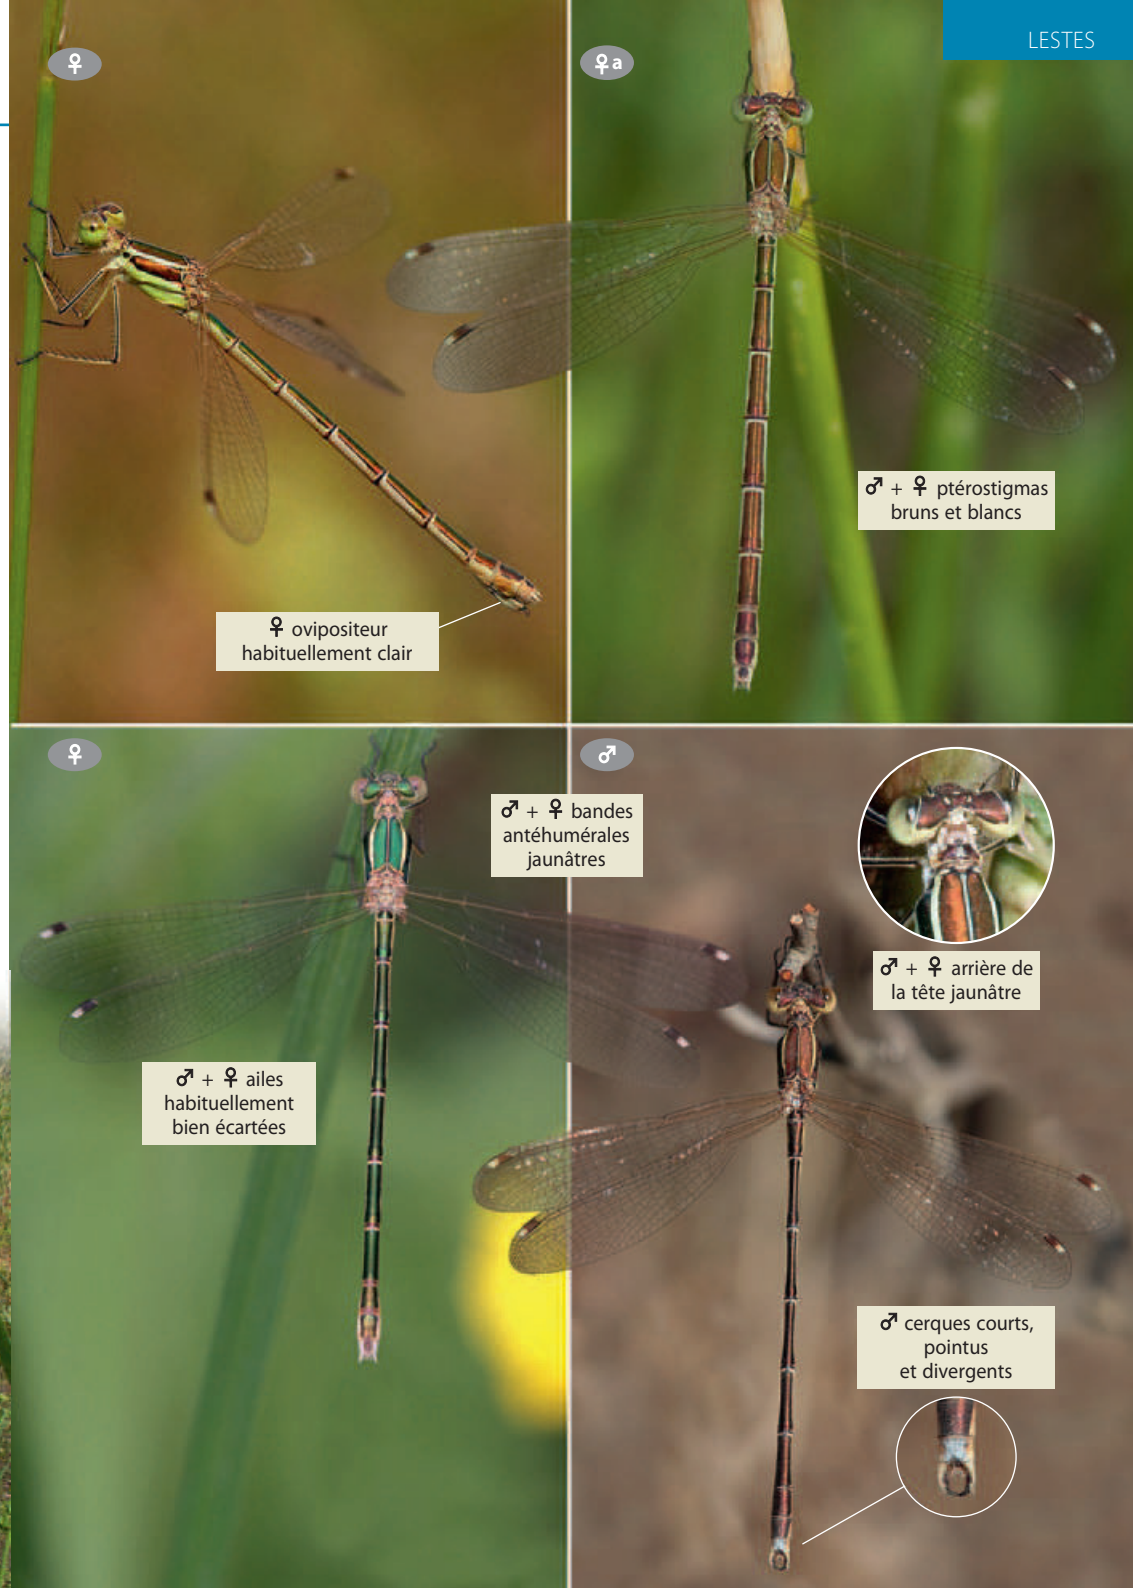 LESTES
♀
♀a
♂ + ♀ ptérostigmas
bruns et blancs
♀ ovipositeur
habituellement clair
♀
♂
♂ + ♀ bandes
antéhumérales
jaunâtres
♂ + ♀ arrière de
la tête jaunâtre
♂ + ♀ ailes
habituellement
bien écartées
♂ cerques courts,
pointus
et divergents